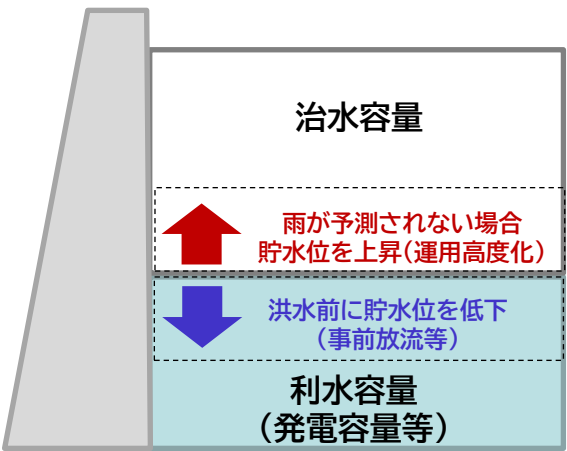 治水容量
雨が予測されない場合
貯水位を上昇(運用高度化)
洪水前に貯水位を低下
(事前放流等)
利水容量
(発電容量等)